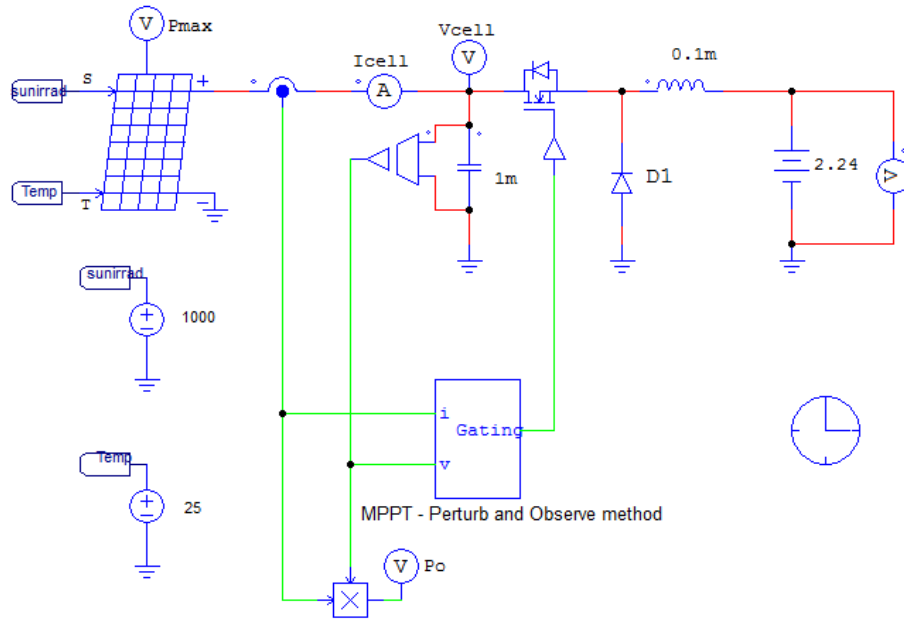 V Pmax
Vcell
V
Icell
A
0.1m
sunirrad
S
+
Temp
T
−
1m
D1
2.24
V
sunirrad
+
−
1000
i
Gating
v
MPPT - Perturb and Observe method
Temp
+
−
25
V Po